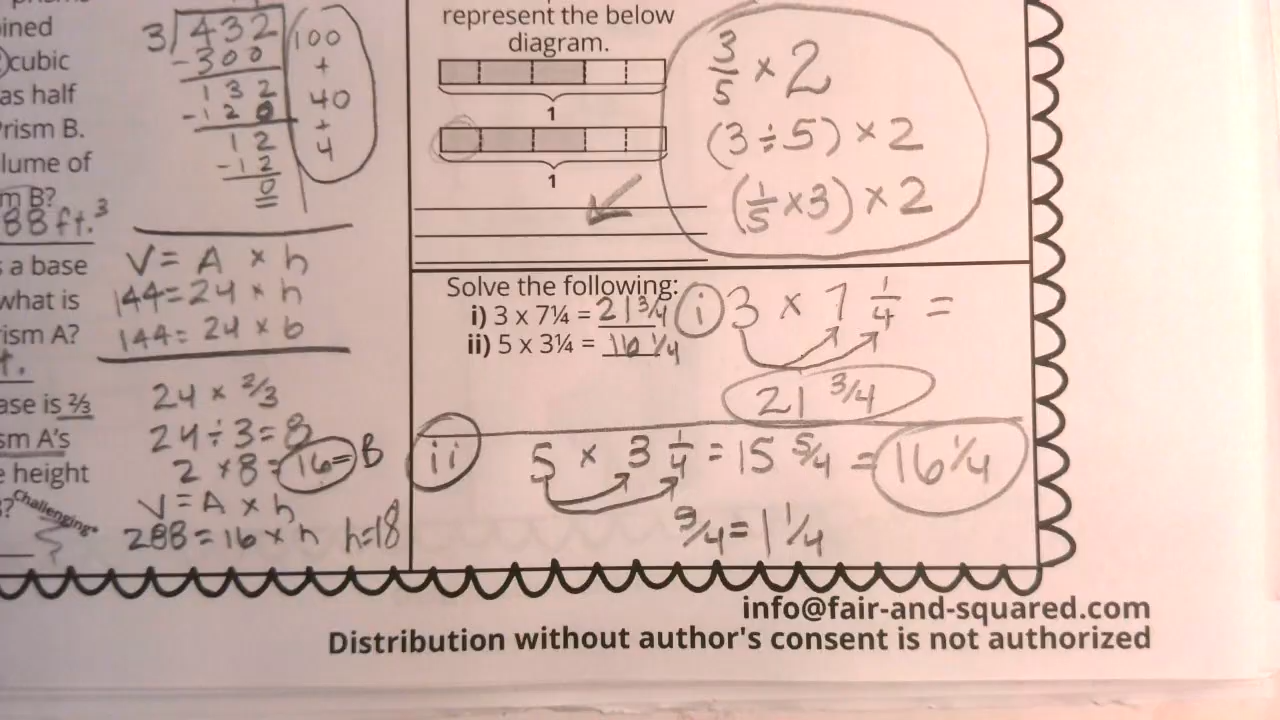 ined
cubic
as half
rism B.
lume of
m B?
88 ft.³
s a base
what is
rism A?
t.
ase is ⅔
sm A's
e height
?
Challenging*
3)432
-300
132
-120
12
-12
0
100
+
40
+
4
V = A × h
144 = 24 × h
144 = 24 × 6
24 × 2/3
24 ÷ 3 = 8
2 × 8 = 16 = B
V = A × h
288 = 16 × h h=18
represent the below
diagram.
1
1
3/5 × 2
(3 ÷ 5) × 2
(1/5 × 3) × 2
Solve the following:
i) 3 x 7¼ = 21 3/4
ii) 5 x 3¼ = 16 1/4
i 3 × 7 1/4 =
21 3/4
ii 5 × 3 1/4 = 15 5/4 = 16 1/4
5/4 = 1 1/4
info@fair-and-squared.com
Distribution without author's consent is not authorized